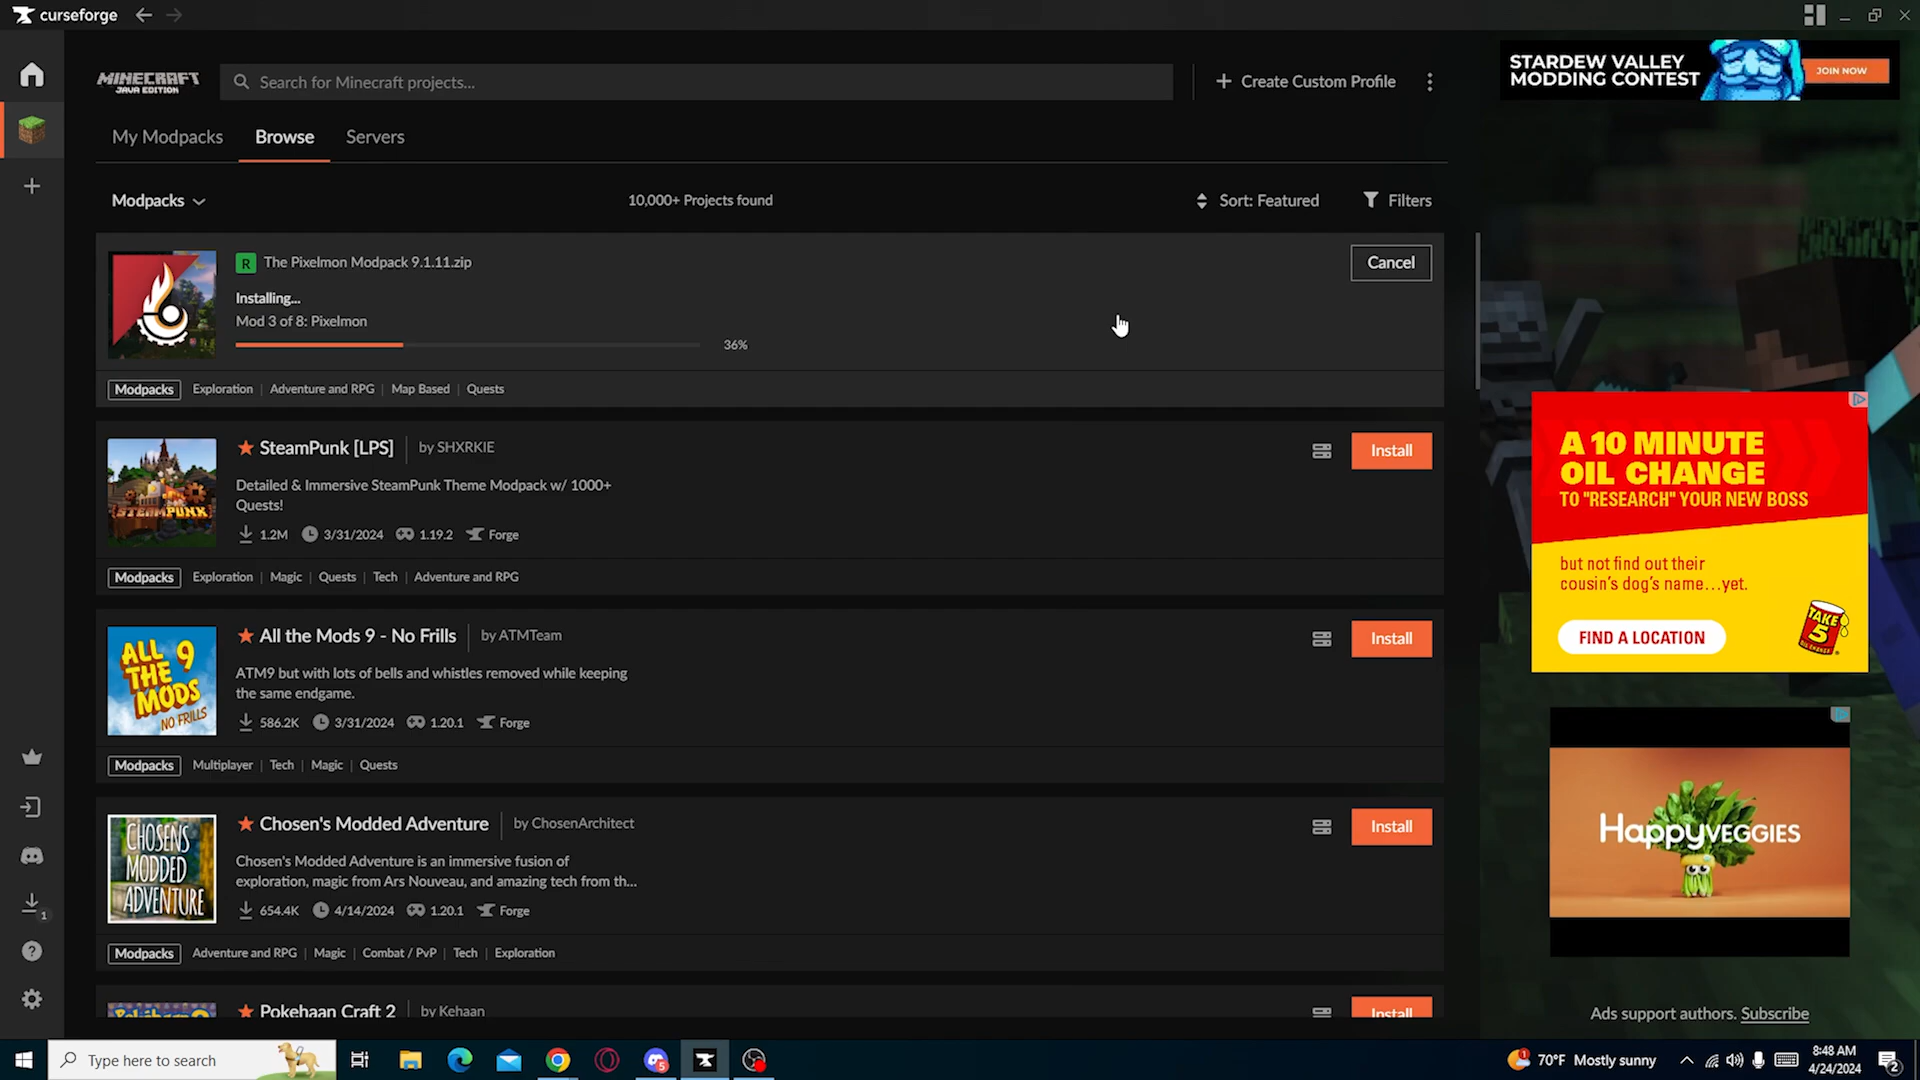 curseforge
MINECRAFT
JAVA EDITION
Search for Minecraft projects...
Create Custom Profile
STARDEW VALLEY
MODDING CONTEST
JOIN NOW
My Modpacks
Browse
Servers
Modpacks
10,000+ Projects found
Sort: Featured
Filters
R
The Pixelmon Modpack 9.1.11.zip
Cancel
Installing...
Mod 3 of 8: Pixelmon
36%
Modpacks
Exploration | Adventure and RPG | Map Based | Quests
SteamPunk [LPS]
by SHXRKIE
Install
Detailed & Immersive SteamPunk Theme Modpack w/ 1000+
Quests!
STEAMPUNK
1.2M 3/31/2024 1.19.2 Forge
Modpacks
Exploration | Magic | Quests | Tech | Adventure and RPG
All the Mods 9 - No Frills
by ATMTeam
Install
ALL 9
THE
MODS
NO FRILLS
ATM9 but with lots of bells and whistles removed while keeping
the same endgame.
586.2K 3/31/2024 1.20.1 Forge
Modpacks
Multiplayer | Tech | Magic | Quests
Chosen's Modded Adventure
by ChosenArchitect
Install
CHOSENS
MODDED
ADVENTURE
Chosen's Modded Adventure is an immersive fusion of
exploration, magic from Ars Nouveau, and amazing tech from th...
654.4K 4/14/2024 1.20.1 Forge
Modpacks
Adventure and RPG | Magic | Combat / PvP | Tech | Exploration
Pokehaan Craft 2
by Kehaan
Install
A 10 MINUTE
OIL CHANGE
TO "RESEARCH" YOUR NEW BOSS
but not find out their
cousin's dog's name...yet.
FIND A LOCATION
TAKE
5
OIL CHANGE
HappyVEGGIES
Ads support authors. Subscribe
1
Type here to search
5
1
70°F Mostly sunny
8:48 AM
4/24/2024
2